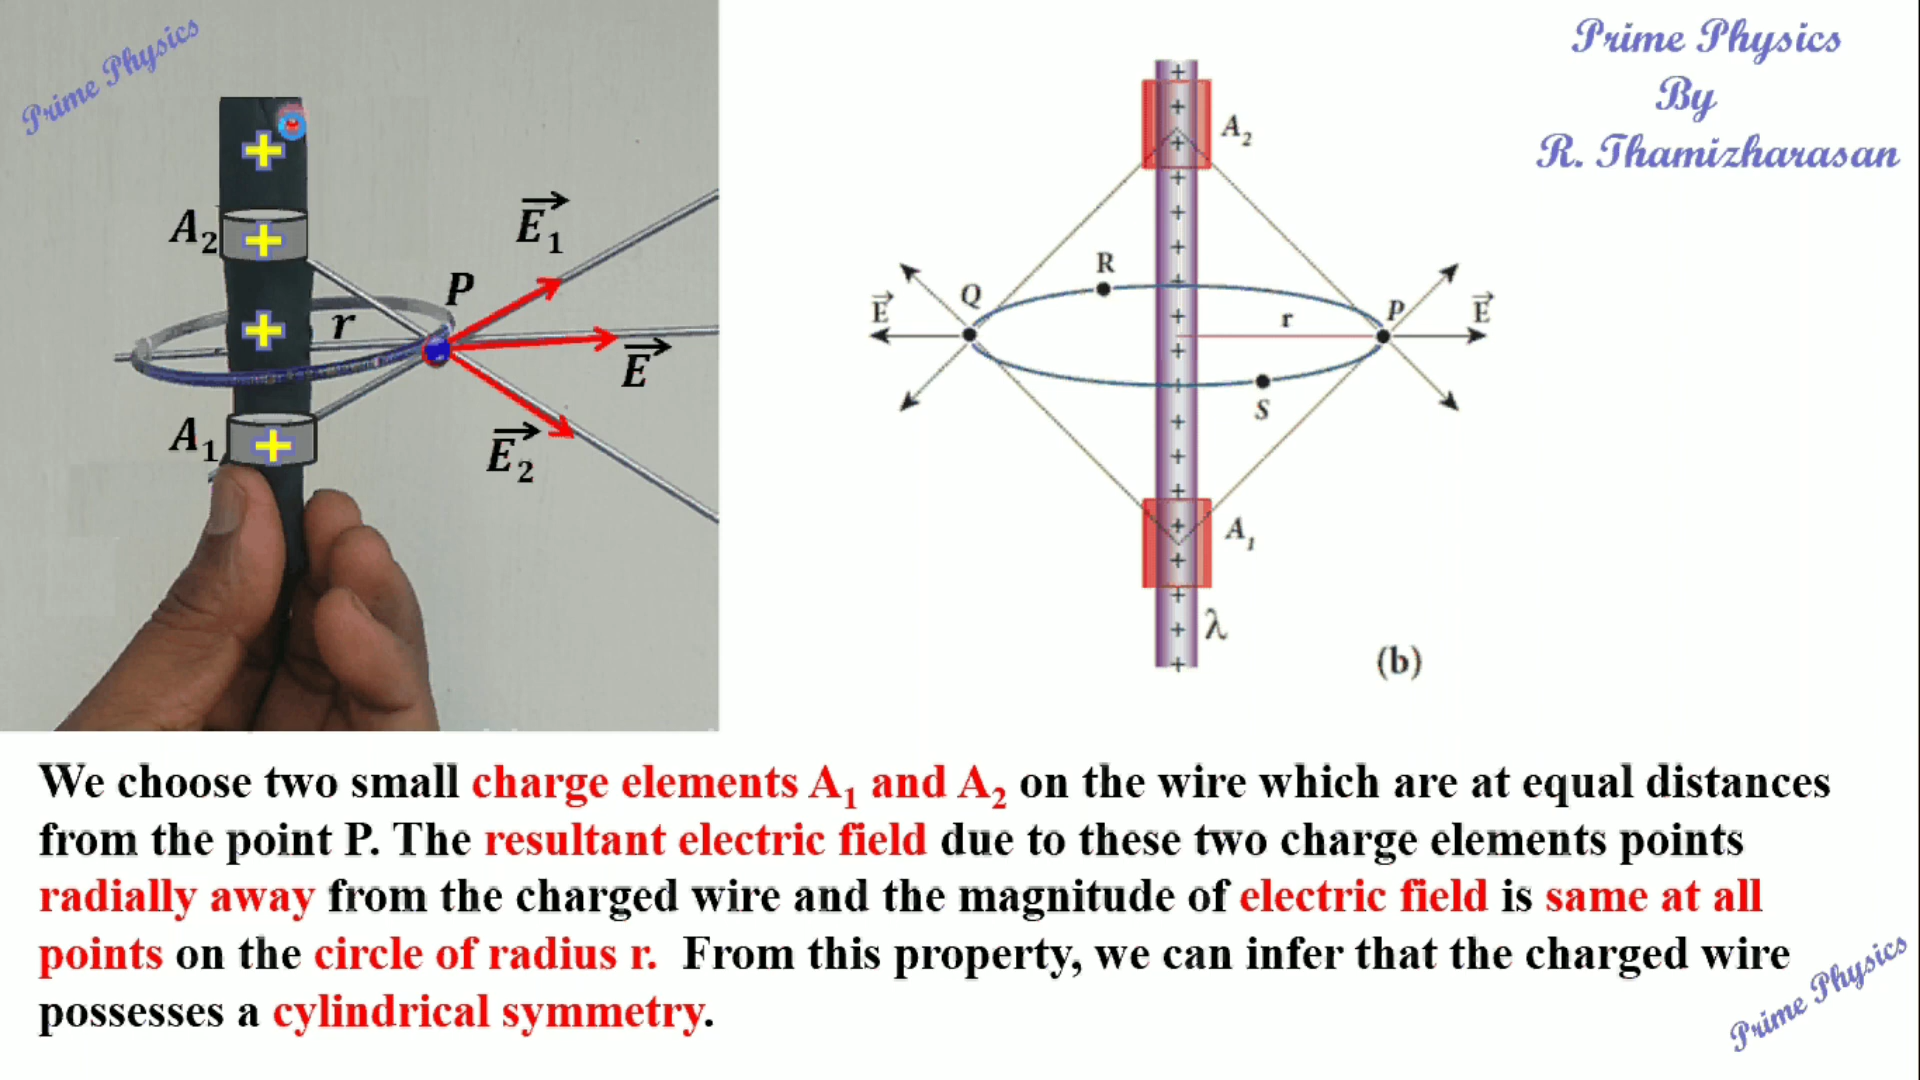 Prime Physics
Prime Physics
By
R. Thamizharasan
A₂
A₁
r
P
E₁
E
E₂
A₂
R
Q
P
E
E
r
S
A₁
λ
(b)
We choose two small charge elements A₁ and A₂ on the wire which are at equal distances
from the point P. The resultant electric field due to these two charge elements points
radially away from the charged wire and the magnitude of electric field is same at all
points on the circle of radius r. From this property, we can infer that the charged wire
possesses a cylindrical symmetry.
Prime Physics